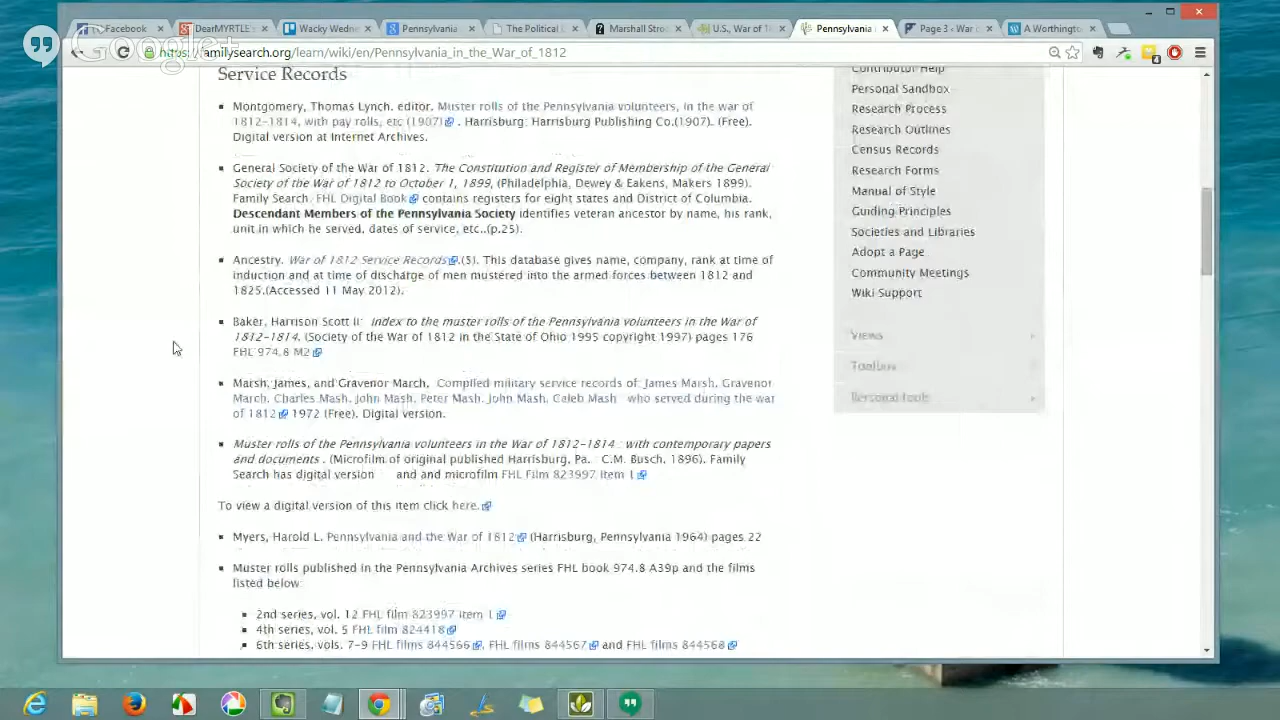 Facebook
DearMYRTLE
Wacky Wedne
Pennsylvania
The Political
Marshall Stro
U.S., War of 1
Pennsylvania
Page 3 - War o
A Worthingto
Google+
https://familysearch.org/learn/wiki/en/Pennsylvania_in_the_War_of_1812
4
Service Records
Montgomery, Thomas Lynch. editor. Muster rolls of the Pennsylvania volunteers, in the war of
1812-1814, with pay rolls, etc (1907) . Harrisburg: Harrisburg Publishing Co.(1907). (Free).
Digital version at Internet Archives.
General Society of the War of 1812. The Constitution and Register of Membership of the General
Society of the War of 1812 to October 1, 1899, (Philadelphia, Dewey & Eakens, Makers 1899).
Family Search. FHL Digital Book contains registers for eight states and District of Columbia.
Descendant Members of the Pennsylvania Society identifies veteran ancestor by name, his rank,
unit in which he served, dates of service, etc..(p.25).
Ancestry. War of 1812 Service Records.($). This database gives name, company, rank at time of
induction and at time of discharge of men mustered into the armed forces between 1812 and
1825.(Accessed 11 May 2012).
Baker, Harrison Scott II: Index to the muster rolls of the Pennsylvania volunteers in the War of
1812-1814. (Society of the War of 1812 in the State of Ohio 1995 copyright 1997) pages 176
FHL 974.8 M2
Marsh, James, and Gravenor March, Compiled military service records of: James Marsh, Gravenor
March, Charles Mash, John Mash, Peter Mash, John Mash, Caleb Mash who served during the war
of 1812 1972 (Free). Digital version.
Muster rolls of the Pennsylvania volunteers in the War of 1812-1814 : with contemporary papers
and documents . (Microfilm of original published Harrisburg, Pa. : C.M. Busch, 1896). Family
Search has digital version and and microfilm FHL Film 823997 Item 1
To view a digital version of this item click here.
Myers, Harold L. Pennsylvania and the War of 1812 (Harrisburg, Pennsylvania 1964) pages 22
Muster rolls published in the Pennsylvania Archives series FHL book 974.8 A39p and the films
listed below:
2nd series, vol. 12 FHL film 823997 item 1
4th series, vol. 5 FHL film 824418
6th series, vols. 7-9 FHL films 844566, FHL films 844567 and FHL films 844568
Contributor Help
Personal Sandbox
Research Process
Research Outlines
Census Records
Research Forms
Manual of Style
Guiding Principles
Societies and Libraries
Adopt a Page
Community Meetings
Wiki Support
Views
Toolbox
Personal tools